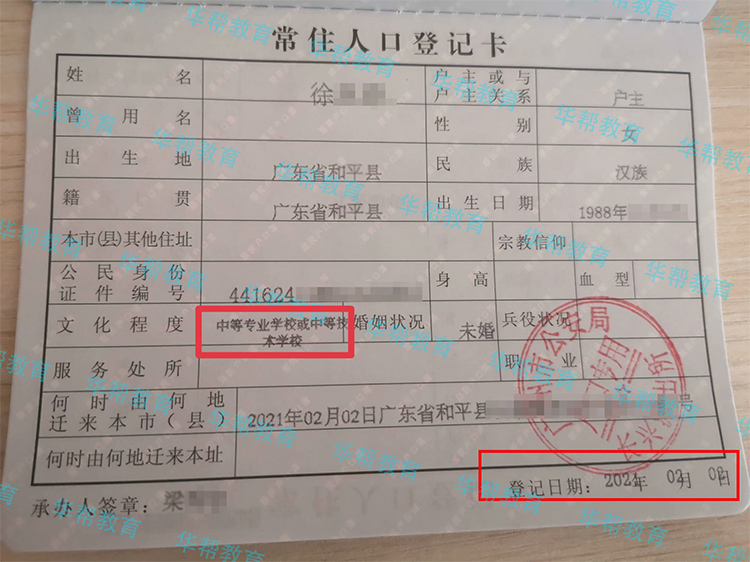 常住人口登记卡
姓名 徐 户主或与户主关系 户主
曾用名 性别 女
出生地 广东省和平县 民族 汉族
籍贯 广东省和平县 出生日期 1988年
本市(县)其他住址 宗教信仰
公民身份证件编号 441624 身高 血型
文化程度 中等专业学校或中等技术学校 婚姻状况 未婚 兵役状况
服务处所 职业
何时由何地迁来本市(县) 2021年02月02日广东省和平县 号
何时由何地迁来本址
承办人签章:梁 登记日期:2021年 02月 02日
华帮教育